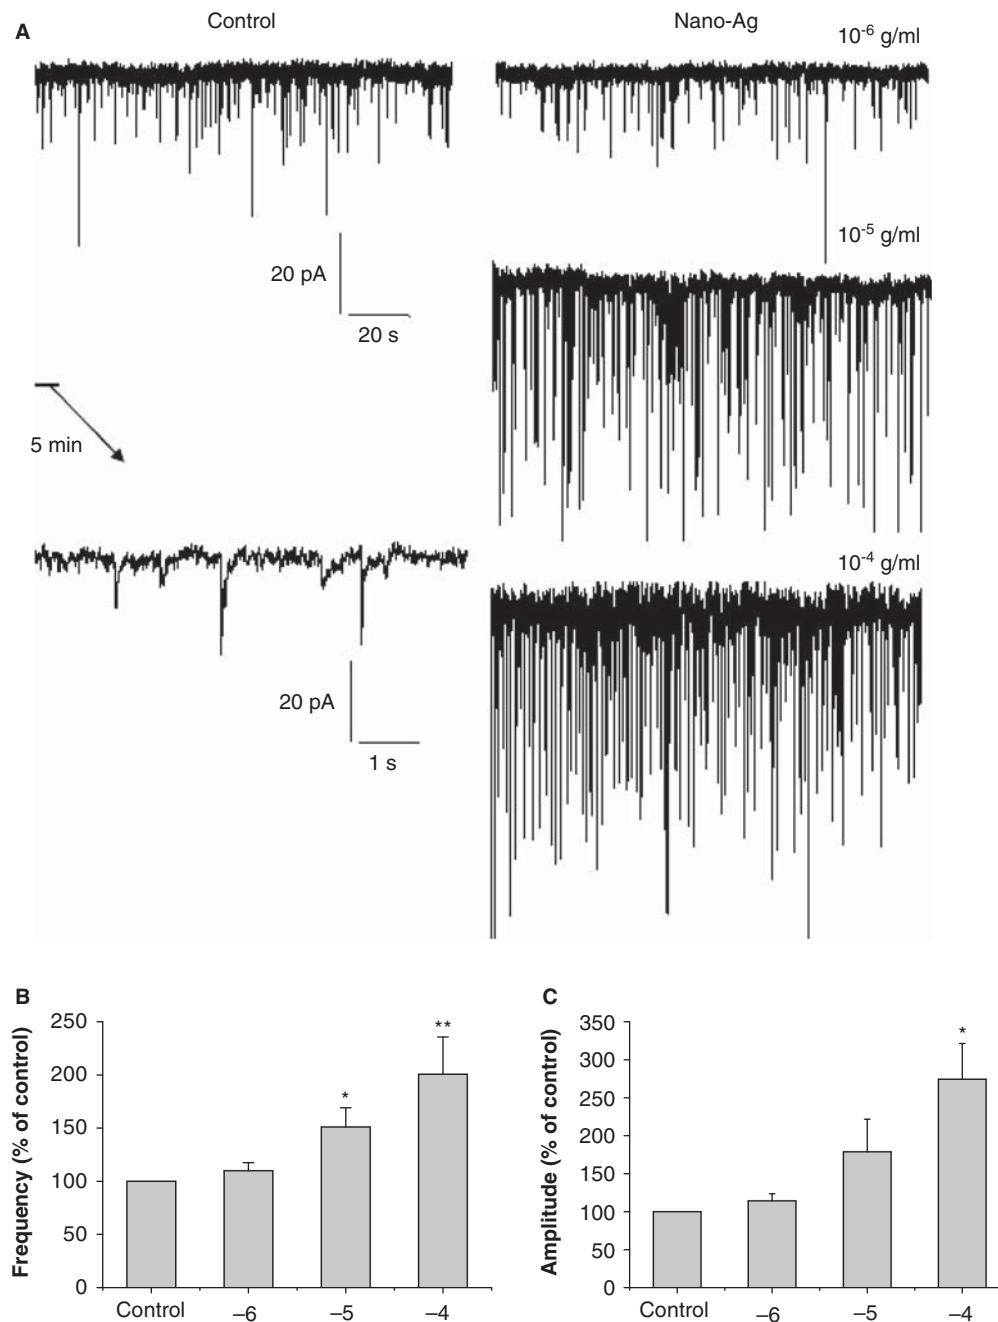 A
Control
Nano-Ag
10-6 g/ml
10-5 g/ml
20 pA
20 s
5 min
10-4 g/ml
20 pA
1 s
B
Frequency (% of control)
250
**
200
*
150
100
50
0
Control
–6
–5
–4
C
Amplitude (% of control)
350
*
300
250
200
150
100
50
0
Control
–6
–5
–4